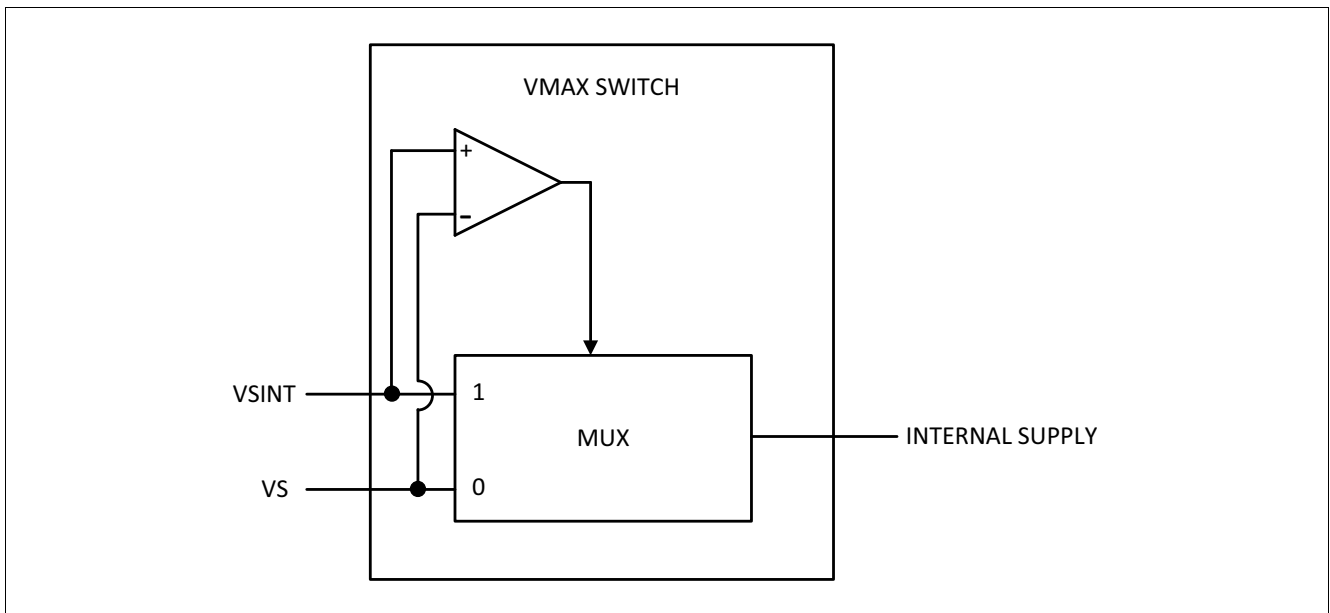 VMAX SWITCH
+
-
VSINT
1
MUX
INTERNAL SUPPLY
VS
0